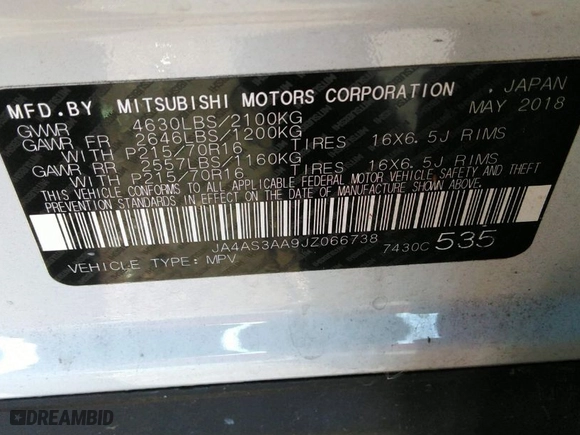 MFD.BY MITSUBISHI MOTORS CORPORATION . JAPAN
GVWR 4630LBS/2100KG MAY 2018
GAWR FR 2646LBS/1200KG
WITH P215/70R16 TIRES 16X6.5J RIMS
GAWR RR 2557LBS/1160KG
WITH P215/70R16 TIRES 16X6.5J RIMS
THIS VEHICLE CONFORMS TO ALL APPLICABLE FEDERAL MOTOR VEHICLE SAFETY AND THEFT
PREVENTION STANDARDS IN EFFECT ON THE DATE OF MANUFACTURE SHOWN ABOVE.
JA4AS3AA9JZ066738 7430C 535
VEHICLE TYPE: MPV
DREAMBID